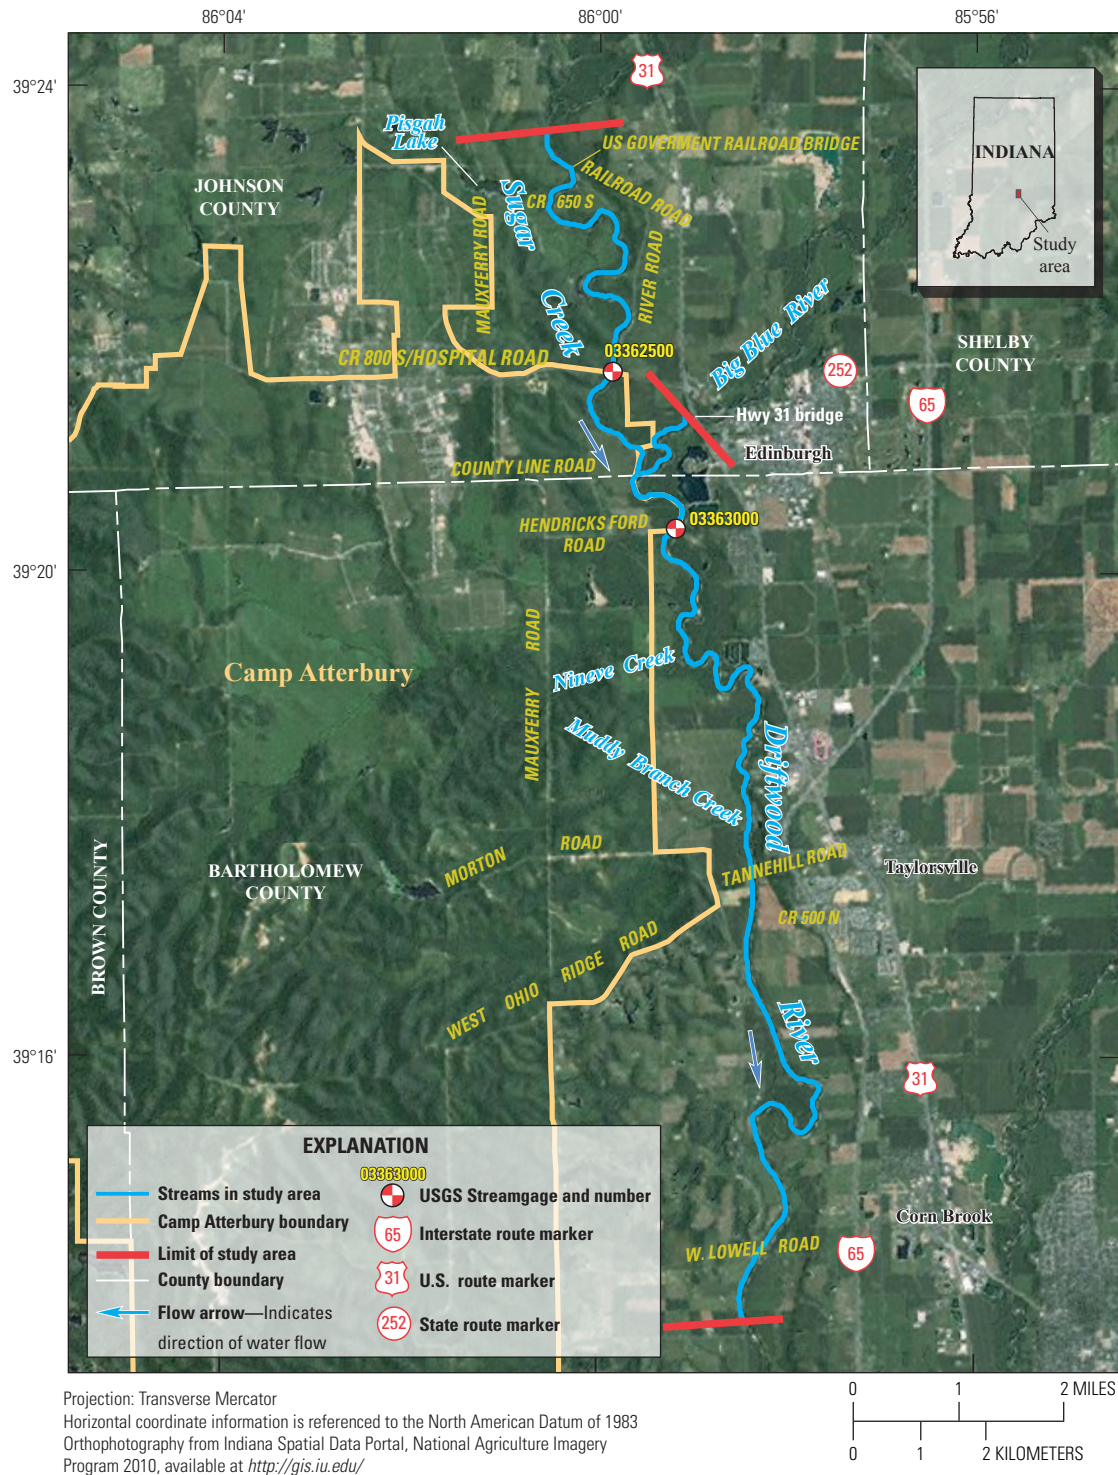 86°04'
86°00'
85°56'
39°24'
31
Pisgah
Lake
US GOVERMENT RAILROAD BRIDGE
INDIANA
Study
area
JOHNSON
COUNTY
RAILROAD ROAD
CR 650 S
Sugar
Creek
MAUXFERRY ROAD
RIVER ROAD
Big Blue River
SHELBY
COUNTY
CR 800 S/HOSPITAL ROAD
03362500
252
65
Hwy 31 bridge
Edinburgh
COUNTY LINE ROAD
HENDRICKS FORD
ROAD
03363000
39°20'
MAUXFERRY ROAD
Nineve Creek
Camp Atterbury
Muddy Branch Creek
Driftwood
River
MORTON ROAD
TANNEHILL ROAD
Taylorsville
BARTHOLOMEW
COUNTY
BROWN COUNTY
CR 500 N
WEST OHIO RIDGE ROAD
39°16'
31
Corn Brook
W. LOWELL ROAD
65
EXPLANATION
Streams in study area
Camp Atterbury boundary
Limit of study area
County boundary
Flow arrow—Indicates
direction of water flow
03363000
USGS Streamgage and number
65
Interstate route marker
31
U.S. route marker
252
State route marker
0 1 2 MILES
0 1 2 KILOMETERS
Projection: Transverse Mercator
Horizontal coordinate information is referenced to the North American Datum of 1983
Orthophotography from Indiana Spatial Data Portal, National Agriculture Imagery
Program 2010, available at http://gis.iu.edu/